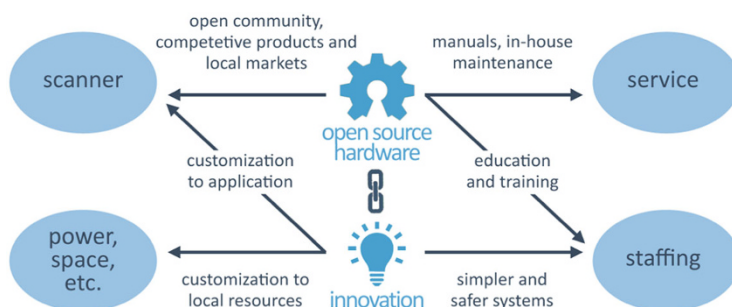 open community,
competetive products and
local markets
manuals, in-house
maintenance
scanner
service
open source
hardware
customization
to application
education
and training
power,
space,
etc.
staffing
customization to
local resources
innovation
simpler and
safer systems